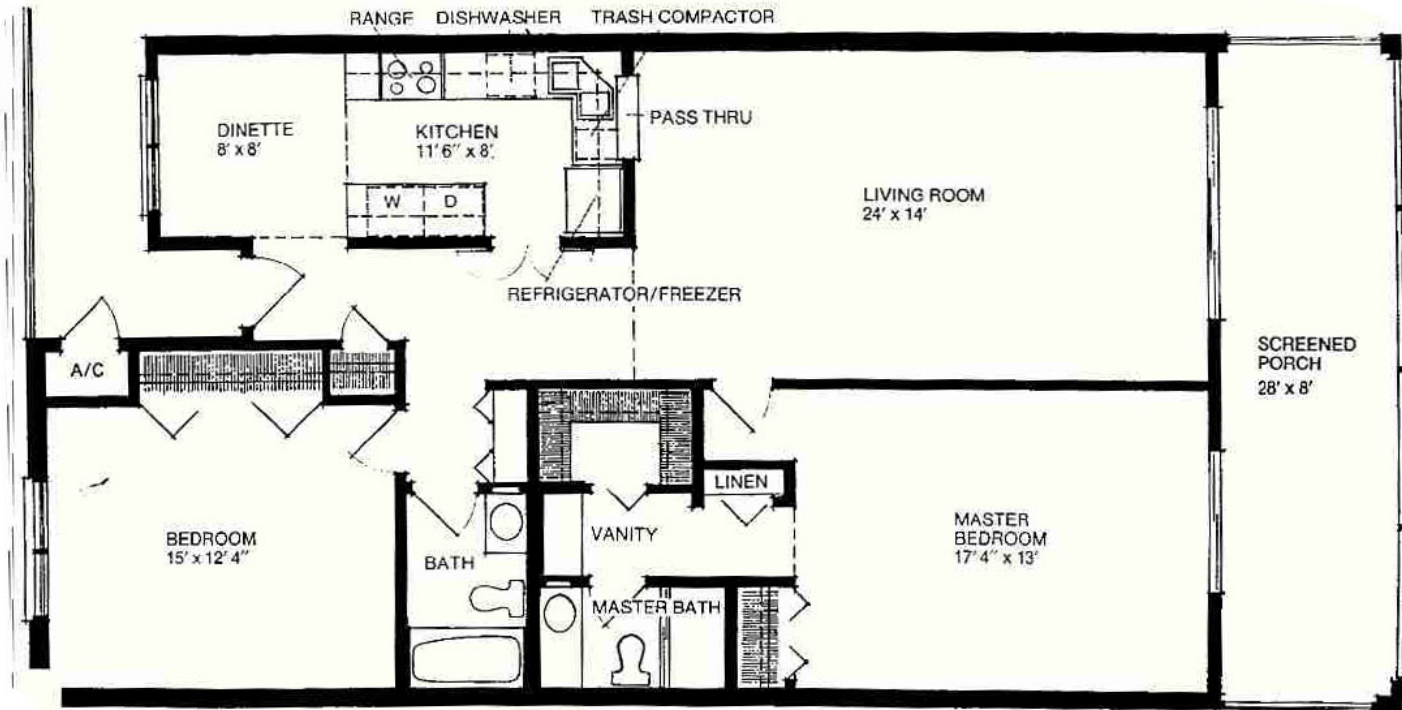 RANGE DISHWASHER TRASH COMPACTOR
DINETTE
8' x 8'
KITCHEN
11' 6" x 8'
PASS THRU
W D
LIVING ROOM
24' x 14'
REFRIGERATOR/FREEZER
A/C
SCREENED
PORCH
28' x 8'
LINEN
BEDROOM
15' x 12' 4"
BATH
VANITY
MASTER
BEDROOM
17' 4" x 13'
MASTER BATH